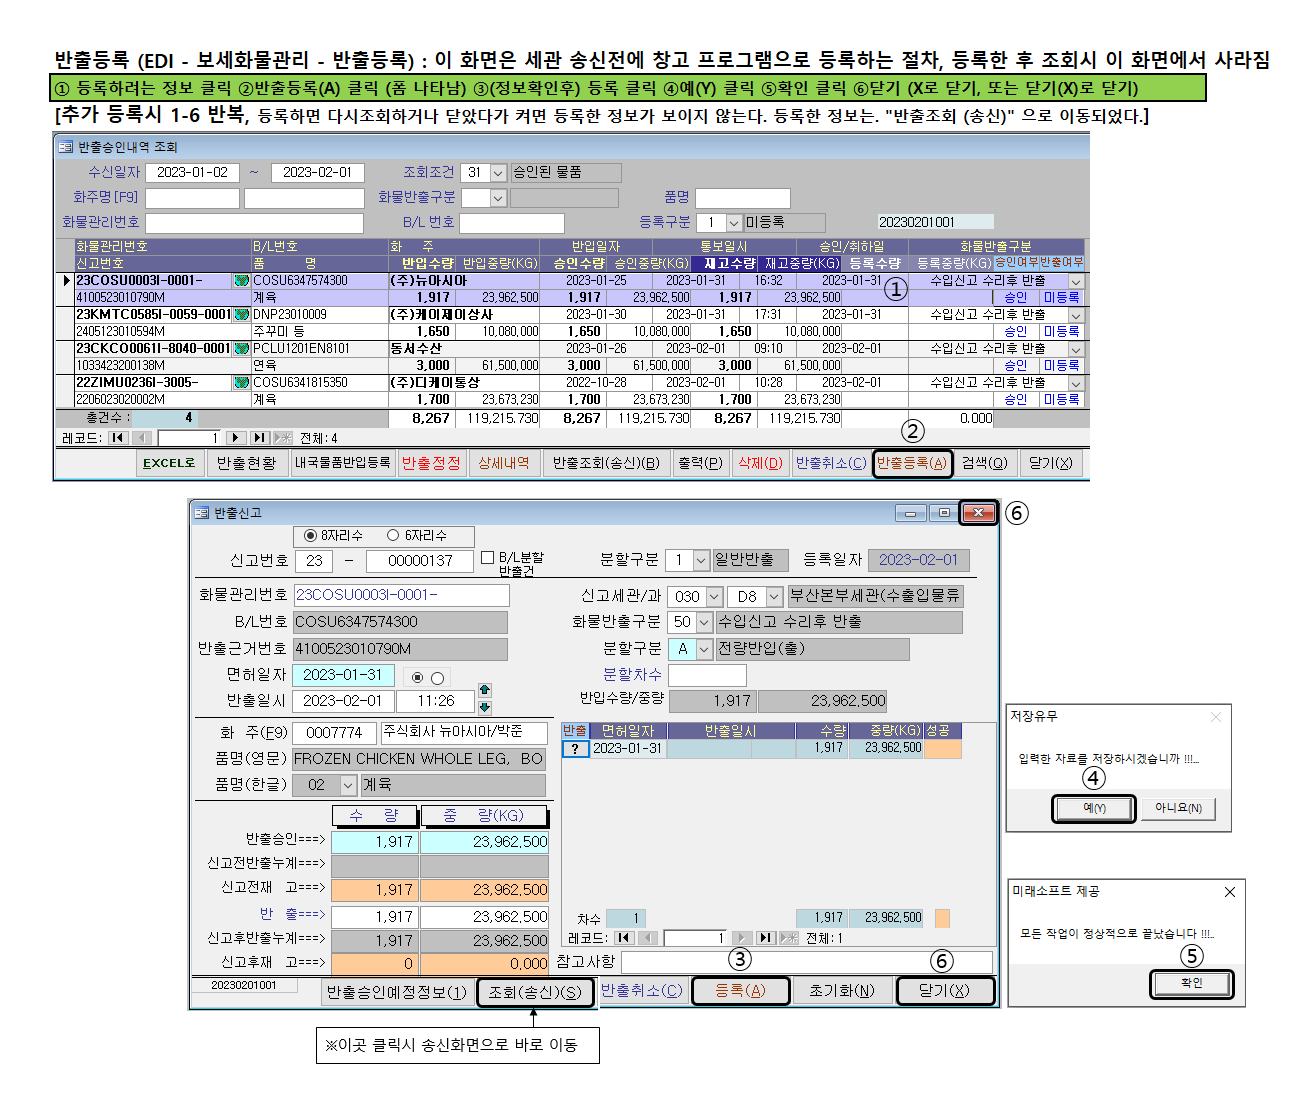 반출등록 (EDI - 보세화물관리 - 반출등록) : 이 화면은 세관 송신전에 창고 프로그램으로 등록하는 절차, 등록한 후 조회시 이 화면에서 사라짐
① 등록하려는 정보 클릭 ②반출등록(A) 클릭 (폼 나타남) ③(정보확인후) 등록 클릭 ④예(Y) 클릭 ⑤확인 클릭 ⑥닫기 (X로 닫기, 또는 닫기(X)로 닫기)
[추가 등록시 1-6 반복, 등록하면 다시조회하거나 닫았다가 켜면 등록한 정보가 보이지 않는다. 등록한 정보는. "반출조회 (송신)" 으로 이동되었다.]
반출승인내역 조회
수신일자 2023-01-02 ~ 2023-02-01 조회조건 31 승인된 물품
화주명[F9] 화물반출구분 품명
화물관리번호 B/L 번호 등록구분 1 미등록 20230201001
화물관리번호 B/L번호 화 주 반입일자 통보일시 승인/취하일 화물반출구분
신고번호 품 명 반입수량 반입중량(KG) 승인수량 승인중량(KG) 재고수량 재고중량(KG) 등록수량 등록중량(KG) 승인여부 반출여부
23COSU0003I-0001- COSU6347574300 (주)뉴아시아 2023-01-25 2023-01-31 16:32 2023-01-31 수입신고 수리후 반출
4100523010790M 계육 1,917 23,962,500 1,917 23,962,500 1,917 23,962,500 ① 승인 미등록
23KMTC0585I-0059-0001 DNP23010009 (주)케이제이상사 2023-01-30 2023-01-31 17:31 2023-01-31 수입신고 수리후 반출
2405123010594M 주꾸미 등 1,650 10,080,000 1,650 10,080,000 1,650 10,080,000 승인 미등록
23CKCO0061I-8040-0001 PCLU1201EN8101 동서수산 2023-01-26 2023-02-01 09:10 2023-02-01 수입신고 수리후 반출
1033423200138M 연육 3,000 61,500,000 3,000 61,500,000 3,000 61,500,000 승인 미등록
22ZIMU0236I-3005- COSU6341815350 (주)디케이통상 2022-10-28 2023-02-01 10:28 2023-02-01 수입신고 수리후 반출
2206023020002M 계육 1,700 23,673,230 1,700 23,673,230 1,700 23,673,230 승인 미등록
총건수 : 4 8,267 119,215.730 8,267 119,215.730 8,267 119,215.730 0.000
레코드: 1 전체: 4 ②
EXCEL로 반출현황 내국물품반입등록 반출정정 상세내역 반출조회(송신)(B) 출력(P) 삭제(D) 반출취소(C) 반출등록(A) 검색(Q) 닫기(X)
반출신고 ⑥
8자리수 6자리수
신고번호 23 - 00000137 B/L분할 반출건 분할구분 1 일반반출 등록일자 2023-02-01
화물관리번호 23COSU0003I-0001- 신고세관/과 030 D8 부산본부세관(수출입물류
B/L번호 COSU6347574300 화물반출구분 50 수입신고 수리후 반출
반출근거번호 4100523010790M 분할구분 A 전량반입(출)
면허일자 2023-01-31 분할차수
반출일시 2023-02-01 11:26 반입수량/중량 1,917 23,962,500
화 주(F9) 0007774 주식회사 뉴아시아/박준 반출 면허일자 반출일시 수량 중량(KG) 성공
? 2023-01-31 1,917 23,962,500
품명(영문) FROZEN CHICKEN WHOLE LEG, BO
품명(한글) 02 계육
수 량 중 량(KG)
반출승인===> 1,917 23,962,500
신고전반출누계===>
신고전재 고===> 1,917 23,962,500
반 출===> 1,917 23,962,500 차수 1 1,917 23,962,500
신고후반출누계===> 1,917 23,962,500 레코드: 1 전체: 1
신고후재 고===> 0 0,000 참고사항 ③ ⑥
20230201001 반출승인예정정보(1) 조회(송신)(S) 반출취소(C) 등록(A) 초기화(N) 닫기(X)
※이곳 클릭시 송신화면으로 바로 이동
저장유무
입력한 자료를 저장하시겠습니까 !!!...
④
예(Y) 아니요(N)
미래소프트 제공
모든 작업이 정상적으로 끝났습니다 !!!..
⑤
확인